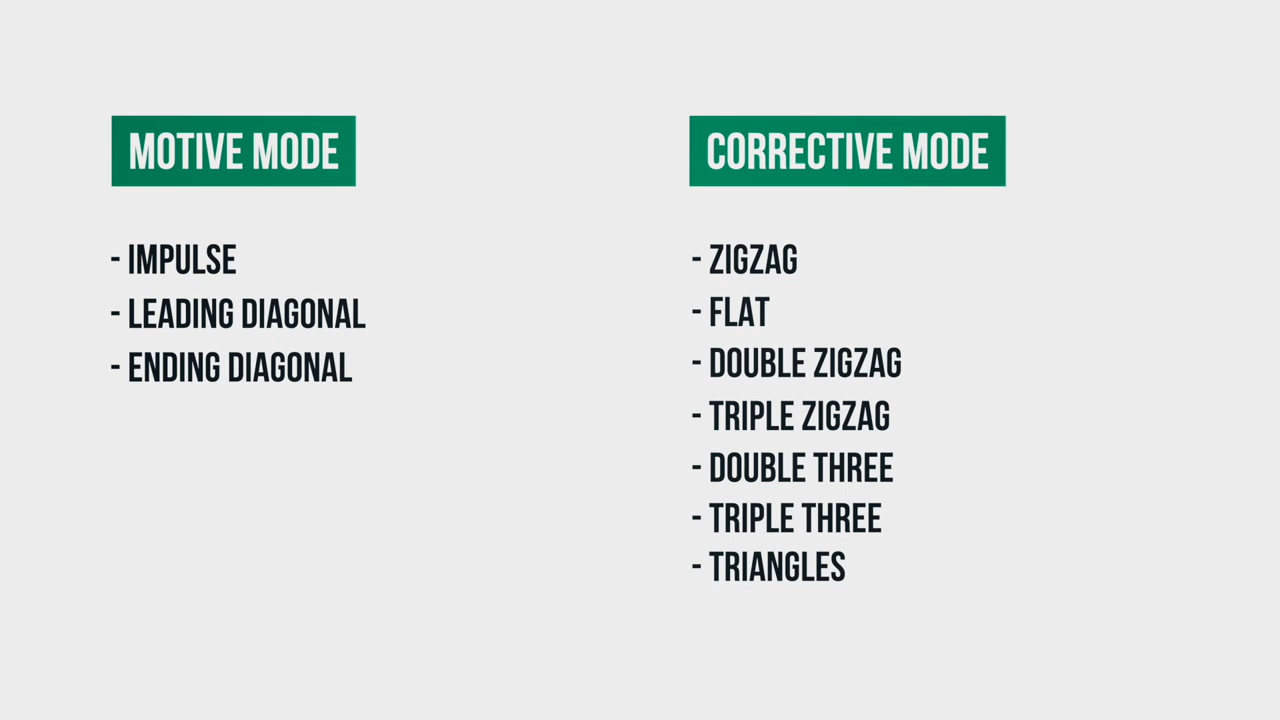 MOTIVE MODE
- IMPULSE
- LEADING DIAGONAL
- ENDING DIAGONAL
CORRECTIVE MODE
- ZIGZAG
- FLAT
- DOUBLE ZIGZAG
- TRIPLE ZIGZAG
- DOUBLE THREE
- TRIPLE THREE
- TRIANGLES